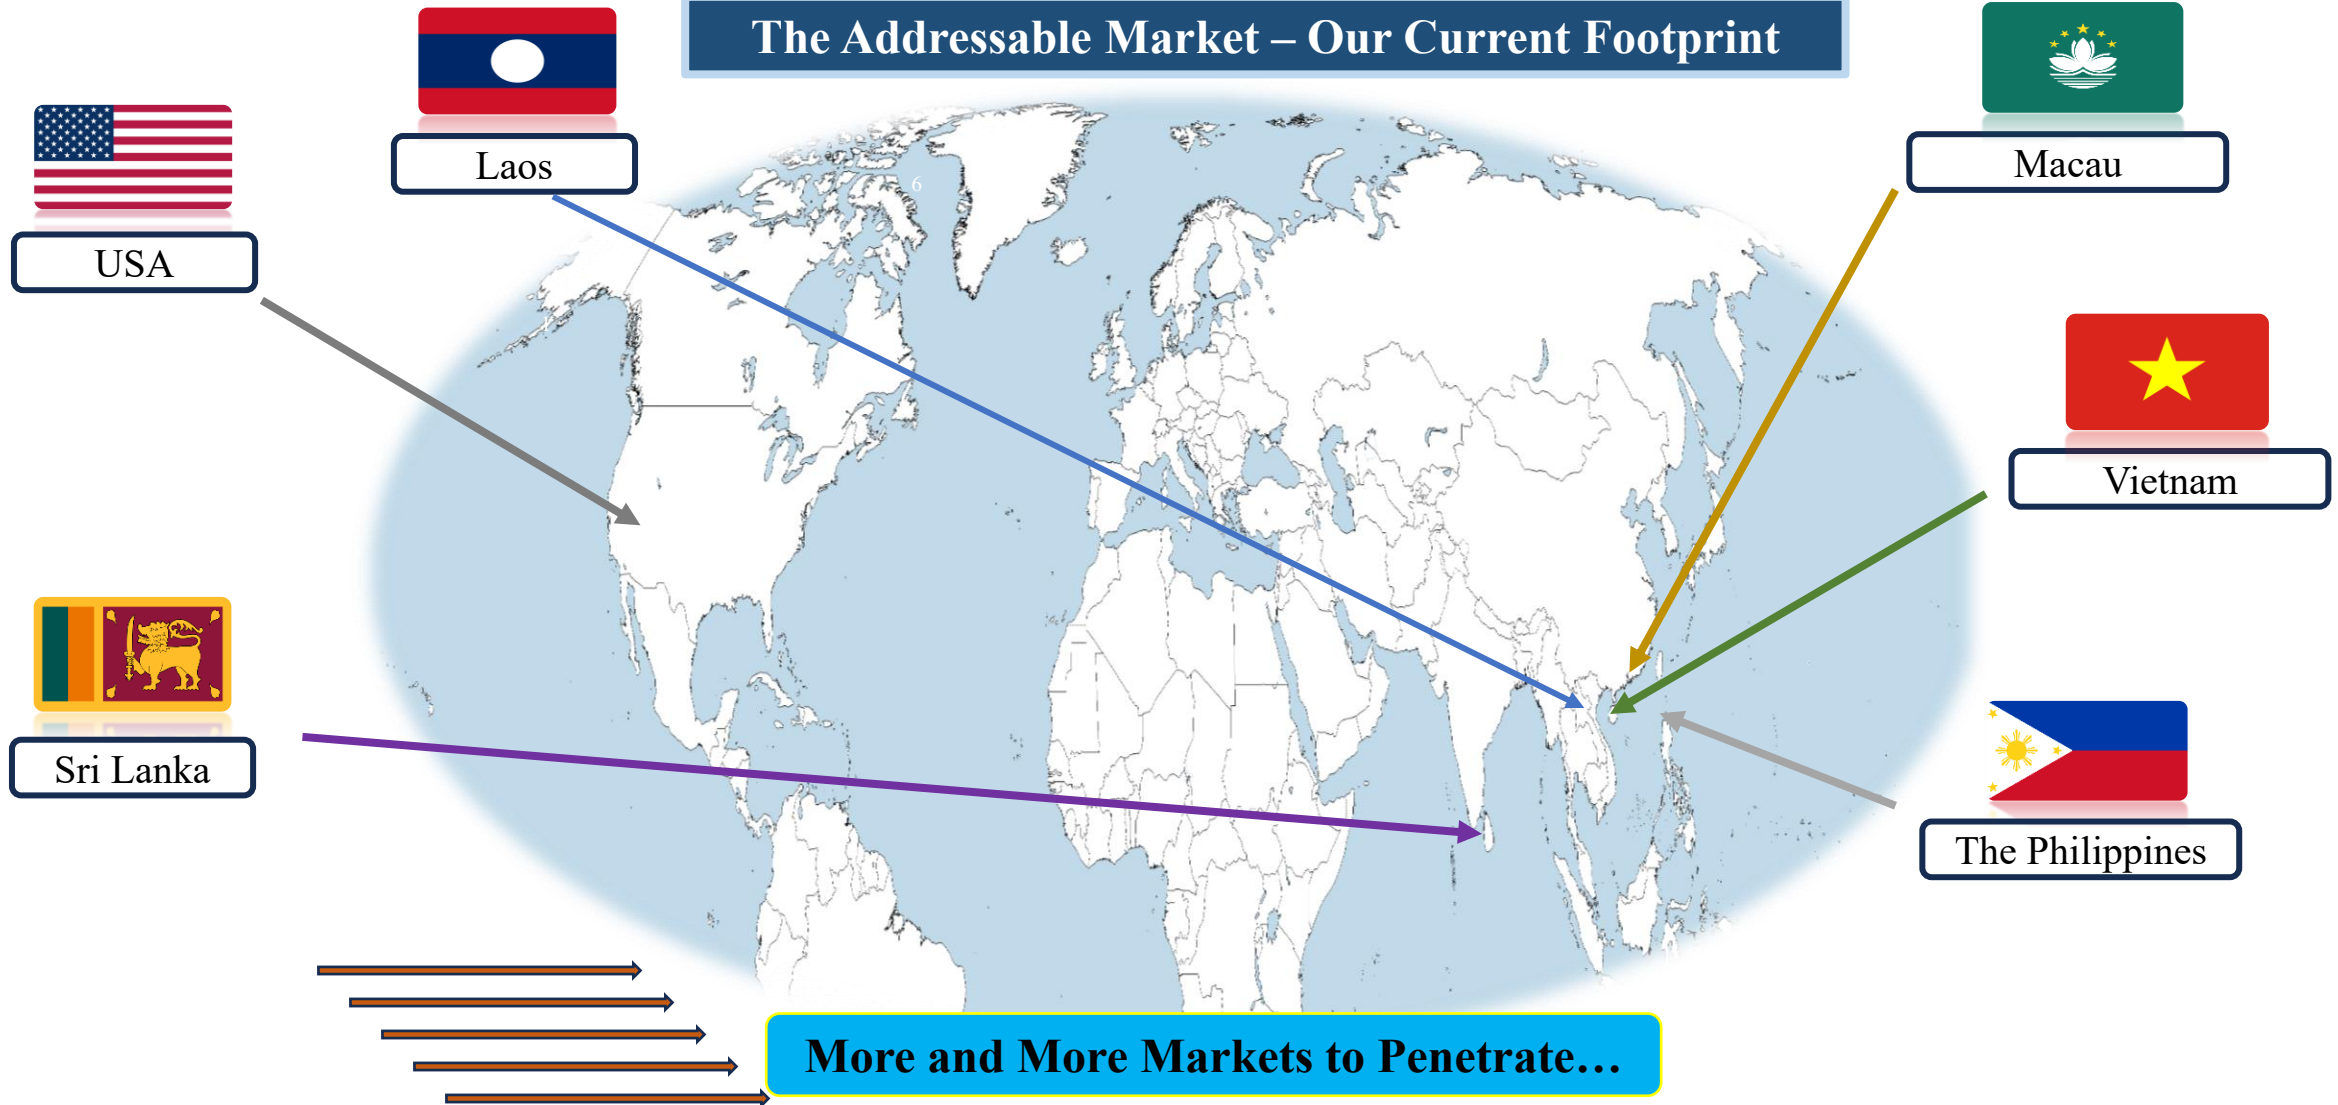 The Addressable Market – Our Current Footprint
Laos
Macau
6
USA
Vietnam
Sri Lanka
The Philippines
More and More Markets to Penetrate…